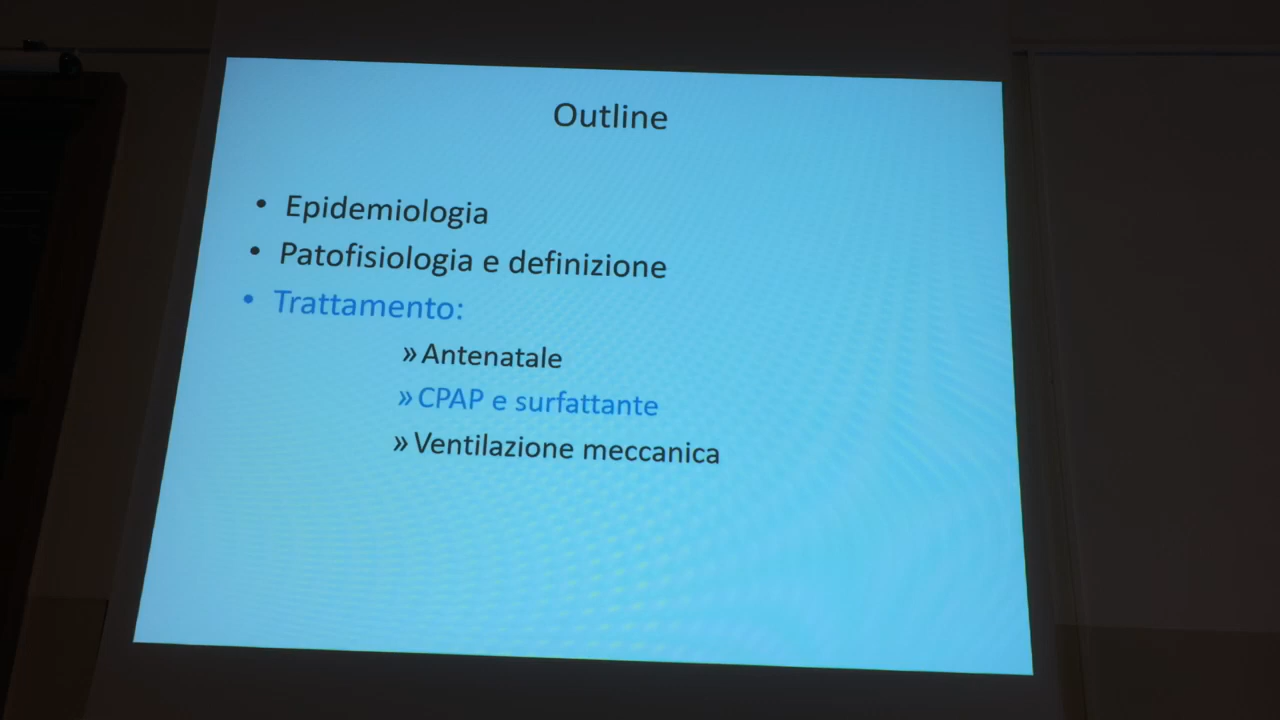 Outline
• Epidemiologia
• Patofisiologia e definizione
• Trattamento:
» Antenatale
» CPAP e surfattante
» Ventilazione meccanica